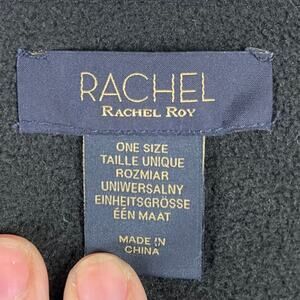 RACHEL
RACHEL ROY
ONE SIZE
TAILLE UNIQUE
ROZMIAR
UNIWERSALNY
EINHEITSGRÖSSE
ÉÉN MAAT
MADE IN
CHINA